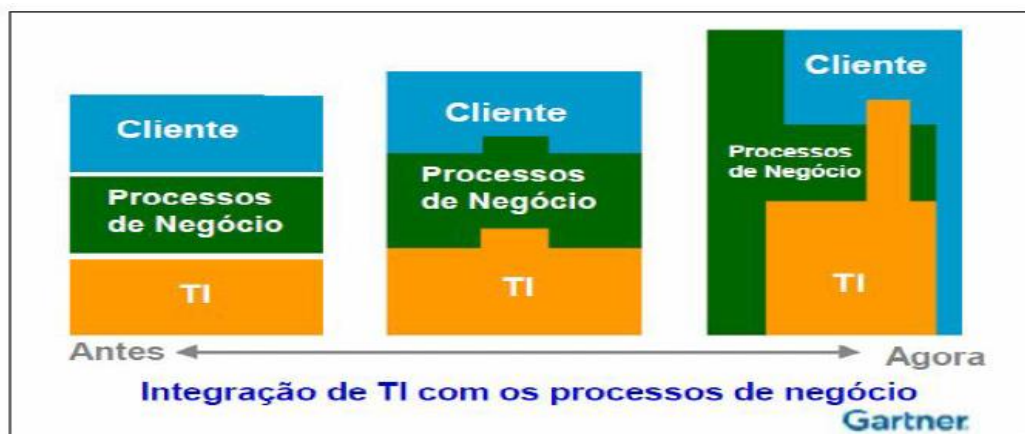 Cliente
Processos
de Negócio
TI
Cliente
Processos
de Negócio
TI
Cliente
Processos
de Negócio
TI
Antes
Agora
Integração de TI com os processos de negócio
Gartner